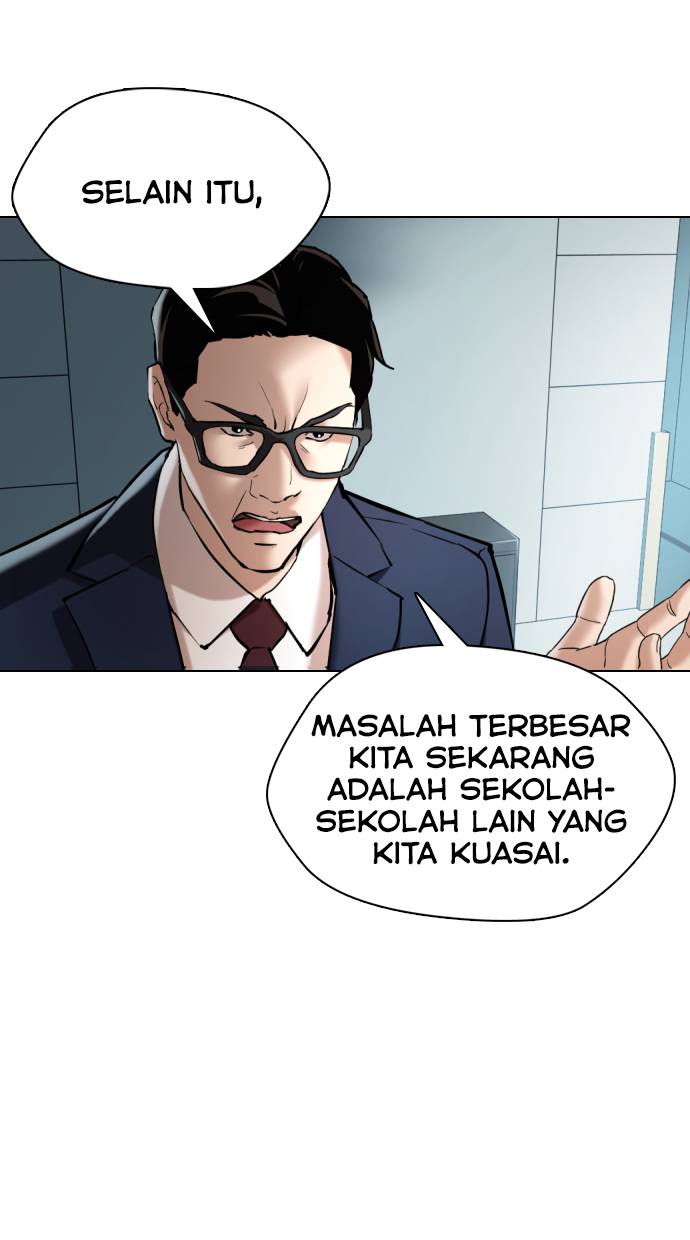 SELAIN ITU,
MASALAH TERBESAR
KITA SEKARANG
ADALAH SEKOLAH-
SEKOLAH LAIN YANG
KITA KUASAI.